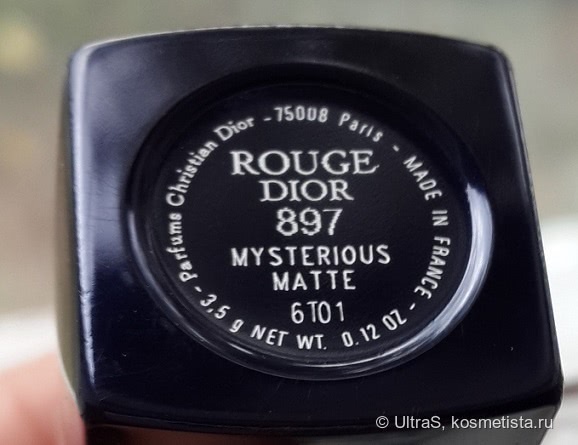 Parfums Christian Dior - 75008 Paris - MADE IN FRANCE - 3,5 g NET WT. 0.12 OZ -
ROUGE
DIOR
897
MYSTERIOUS
MATTE
6T01
© UltraS, kosmetista.ru